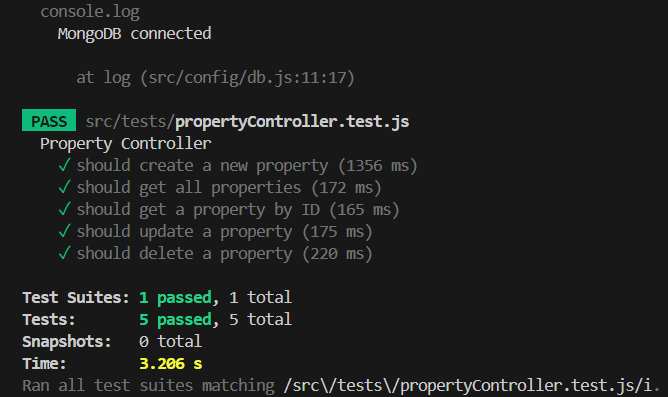 console.log
MongoDB connected
at log (src/config/db.js:11:17)
PASS src/tests/propertyController.test.js
Property Controller
✓ should create a new property (1356 ms)
✓ should get all properties (172 ms)
✓ should get a property by ID (165 ms)
✓ should update a property (175 ms)
✓ should delete a property (220 ms)
Test Suites: 1 passed, 1 total
Tests: 5 passed, 5 total
Snapshots: 0 total
Time: 3.206 s
Ran all test suites matching /src\/tests\/propertyController.test.js/i.